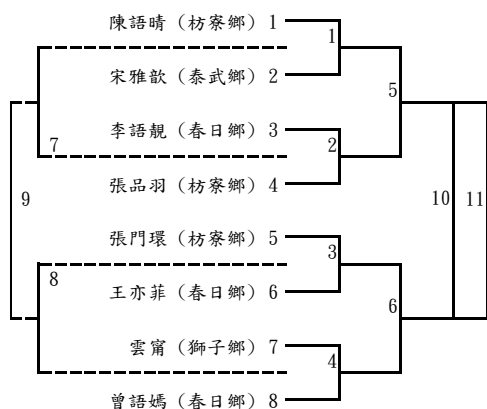 陳語晴（枋寮鄉）1
1
宋雅歆（泰武鄉）2
5
李語靚（春日鄉）3
7
2
張品羽（枋寮鄉）4
9
10
11
張門環（枋寮鄉）5
3
8
王亦菲（春日鄉）6
6
雲甯（獅子鄉）7
4
曾語嫣（春日鄉）8